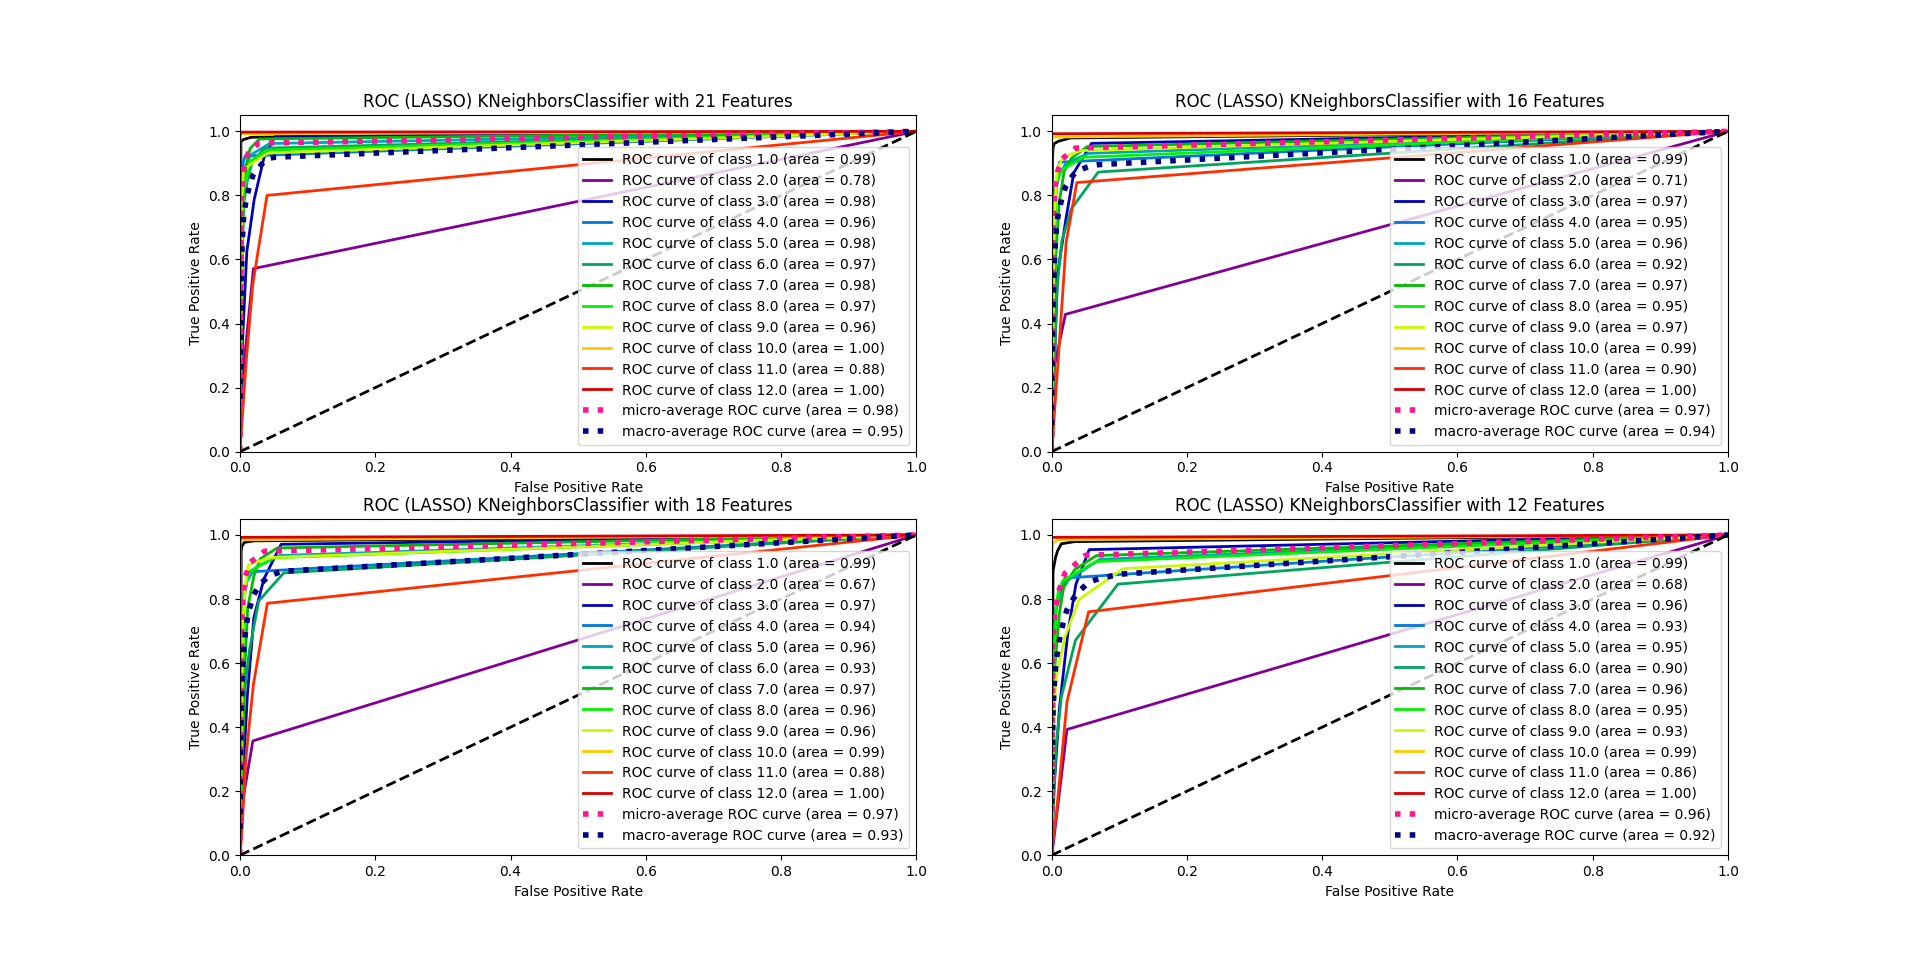 ROC (LASSO) KNeighborsClassifier with 21 Features
True Positive Rate
1.0
0.8
0.6
0.4
0.2
0.0
ROC curve of class 1.0 (area = 0.99)
ROC curve of class 2.0 (area = 0.78)
ROC curve of class 3.0 (area = 0.98)
ROC curve of class 4.0 (area = 0.96)
ROC curve of class 5.0 (area = 0.98)
ROC curve of class 6.0 (area = 0.97)
ROC curve of class 7.0 (area = 0.98)
ROC curve of class 8.0 (area = 0.97)
ROC curve of class 9.0 (area = 0.96)
ROC curve of class 10.0 (area = 1.00)
ROC curve of class 11.0 (area = 0.88)
ROC curve of class 12.0 (area = 1.00)
micro-average ROC curve (area = 0.98)
macro-average ROC curve (area = 0.95)
0.0 0.2 0.4 0.6 0.8 1.0
False Positive Rate
ROC (LASSO) KNeighborsClassifier with 16 Features
True Positive Rate
1.0
0.8
0.6
0.4
0.2
0.0
ROC curve of class 1.0 (area = 0.99)
ROC curve of class 2.0 (area = 0.71)
ROC curve of class 3.0 (area = 0.97)
ROC curve of class 4.0 (area = 0.95)
ROC curve of class 5.0 (area = 0.96)
ROC curve of class 6.0 (area = 0.92)
ROC curve of class 7.0 (area = 0.97)
ROC curve of class 8.0 (area = 0.95)
ROC curve of class 9.0 (area = 0.97)
ROC curve of class 10.0 (area = 0.99)
ROC curve of class 11.0 (area = 0.90)
ROC curve of class 12.0 (area = 1.00)
micro-average ROC curve (area = 0.97)
macro-average ROC curve (area = 0.94)
0.0 0.2 0.4 0.6 0.8 1.0
False Positive Rate
ROC (LASSO) KNeighborsClassifier with 18 Features
True Positive Rate
1.0
0.8
0.6
0.4
0.2
0.0
ROC curve of class 1.0 (area = 0.99)
ROC curve of class 2.0 (area = 0.67)
ROC curve of class 3.0 (area = 0.97)
ROC curve of class 4.0 (area = 0.94)
ROC curve of class 5.0 (area = 0.96)
ROC curve of class 6.0 (area = 0.93)
ROC curve of class 7.0 (area = 0.97)
ROC curve of class 8.0 (area = 0.96)
ROC curve of class 9.0 (area = 0.96)
ROC curve of class 10.0 (area = 0.99)
ROC curve of class 11.0 (area = 0.88)
ROC curve of class 12.0 (area = 1.00)
micro-average ROC curve (area = 0.97)
macro-average ROC curve (area = 0.93)
0.0 0.2 0.4 0.6 0.8 1.0
False Positive Rate
ROC (LASSO) KNeighborsClassifier with 12 Features
True Positive Rate
1.0
0.8
0.6
0.4
0.2
0.0
ROC curve of class 1.0 (area = 0.99)
ROC curve of class 2.0 (area = 0.68)
ROC curve of class 3.0 (area = 0.96)
ROC curve of class 4.0 (area = 0.93)
ROC curve of class 5.0 (area = 0.95)
ROC curve of class 6.0 (area = 0.90)
ROC curve of class 7.0 (area = 0.96)
ROC curve of class 8.0 (area = 0.95)
ROC curve of class 9.0 (area = 0.93)
ROC curve of class 10.0 (area = 0.99)
ROC curve of class 11.0 (area = 0.86)
ROC curve of class 12.0 (area = 1.00)
micro-average ROC curve (area = 0.96)
macro-average ROC curve (area = 0.92)
0.0 0.2 0.4 0.6 0.8 1.0
False Positive Rate